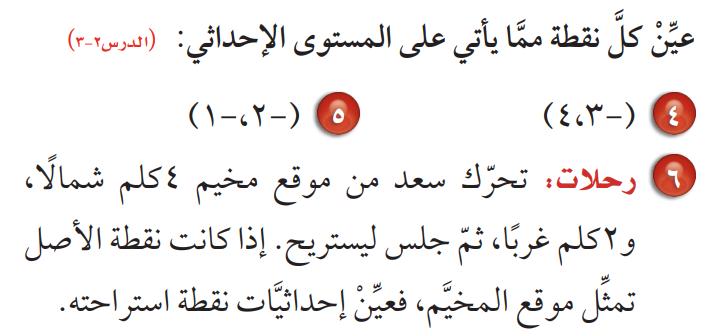 عيِّنْ كلَّ نقطة ممَّا يأتي على المستوى الإحداثي: (الدرس٢-٣)
٤ (-٣، ٤) ٥ (-٢، -١)
٦ رحلات: تحرّك سعد من موقع مخيم ٤كلم شمالًا،
و٢كلم غربًا، ثمّ جلس ليستريح. إذا كانت نقطة الأصل
تمثِّل موقع المخيَّم، فعيِّنْ إحداثيَّات نقطة استراحته.